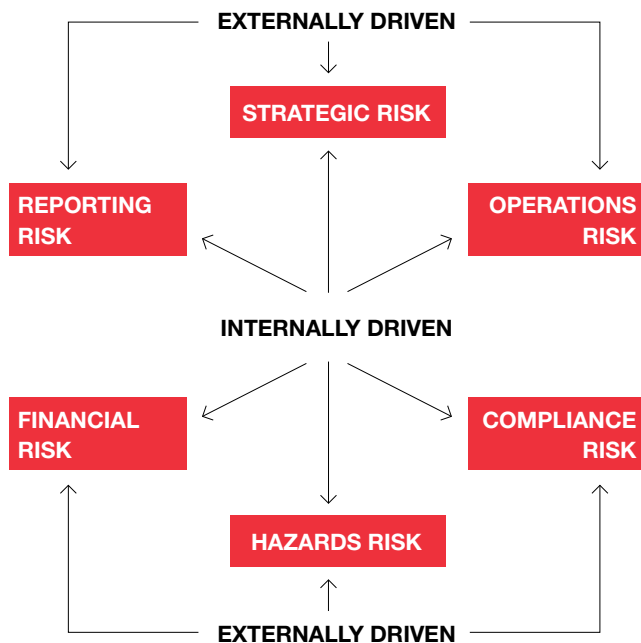 EXTERNALLY DRIVEN
STRATEGIC RISK
REPORTING
RISK
OPERATIONS
RISK
INTERNALLY DRIVEN
FINANCIAL
RISK
COMPLIANCE
RISK
HAZARDS RISK
EXTERNALLY DRIVEN